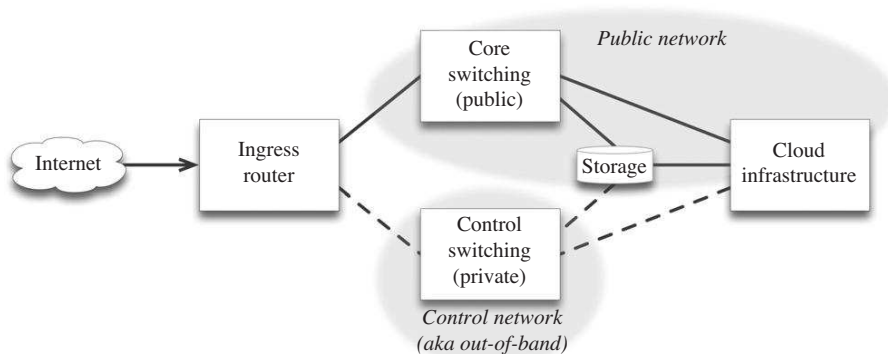 Public network
Core
switching
(public)
Internet
Ingress
router
Storage
Cloud
infrastructure
Control
switching
(private)
Control network
(aka out-of-band)